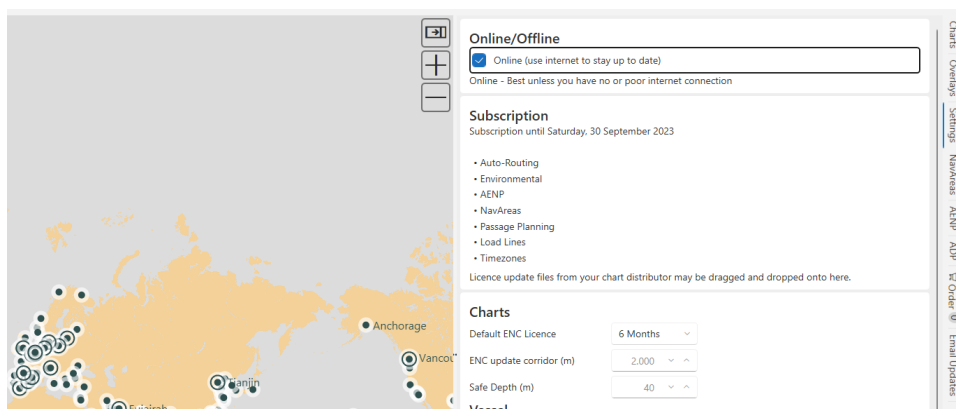 Online/Offline
Online (use internet to stay up to date)
Online - Best unless you have no or poor internet connection
Subscription
Subscription until Saturday, 30 September 2023
• Auto-Routing
• Environmental
• AENP
• NavAreas
• Passage Planning
• Load Lines
• Timezones
Licence update files from your chart distributor may be dragged and dropped onto here.
Charts
Default ENC Licence 6 Months
ENC update corridor (m) 2.000
Safe Depth (m) 40
Vessel
Anchorage
Vancou
Tianjin
Fujairah
Charts
Overlays
Settings
NavAreas
AENP
ADP
Order 0
Email Updates